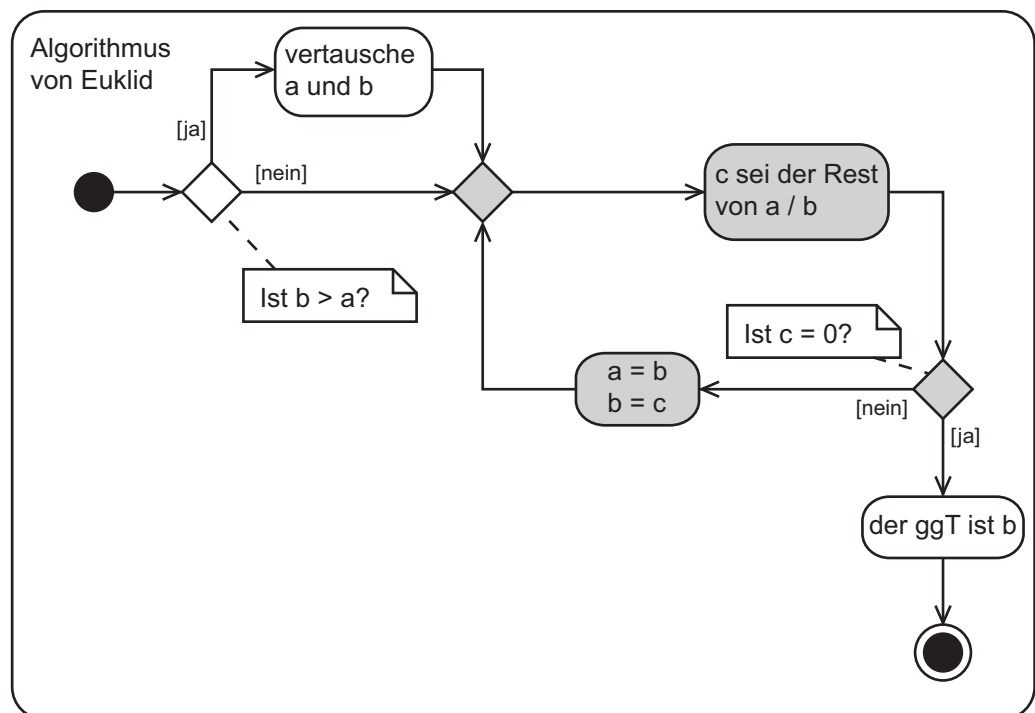 Algorithmus
von Euklid
vertausche
a und b
[ja]
[nein]
Ist b > a?
c sei der Rest
von a / b
Ist c = 0?
a = b
b = c
[nein]
[ja]
der ggT ist b